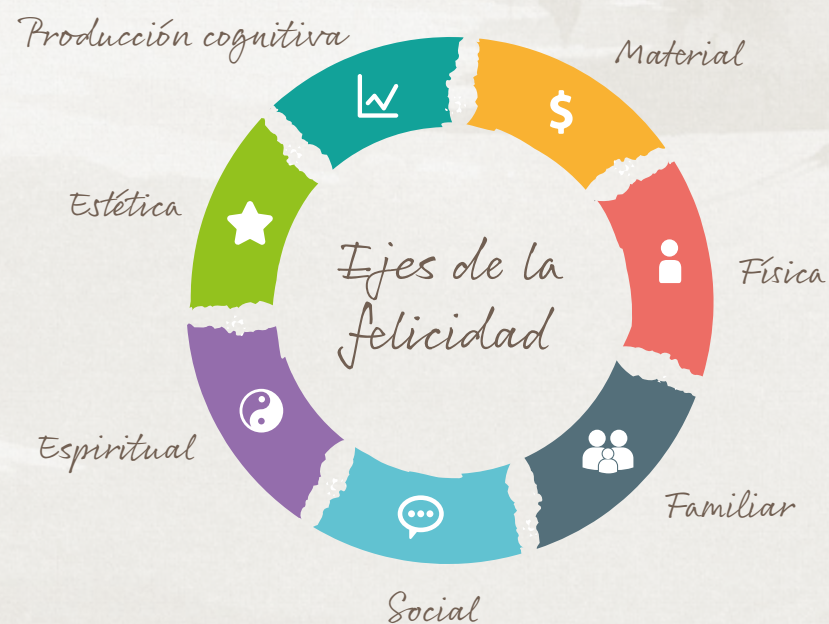 Producción cognitiva
Material
Estética
Ejes de la
felicidad
Física
Espiritual
Familiar
Social
$